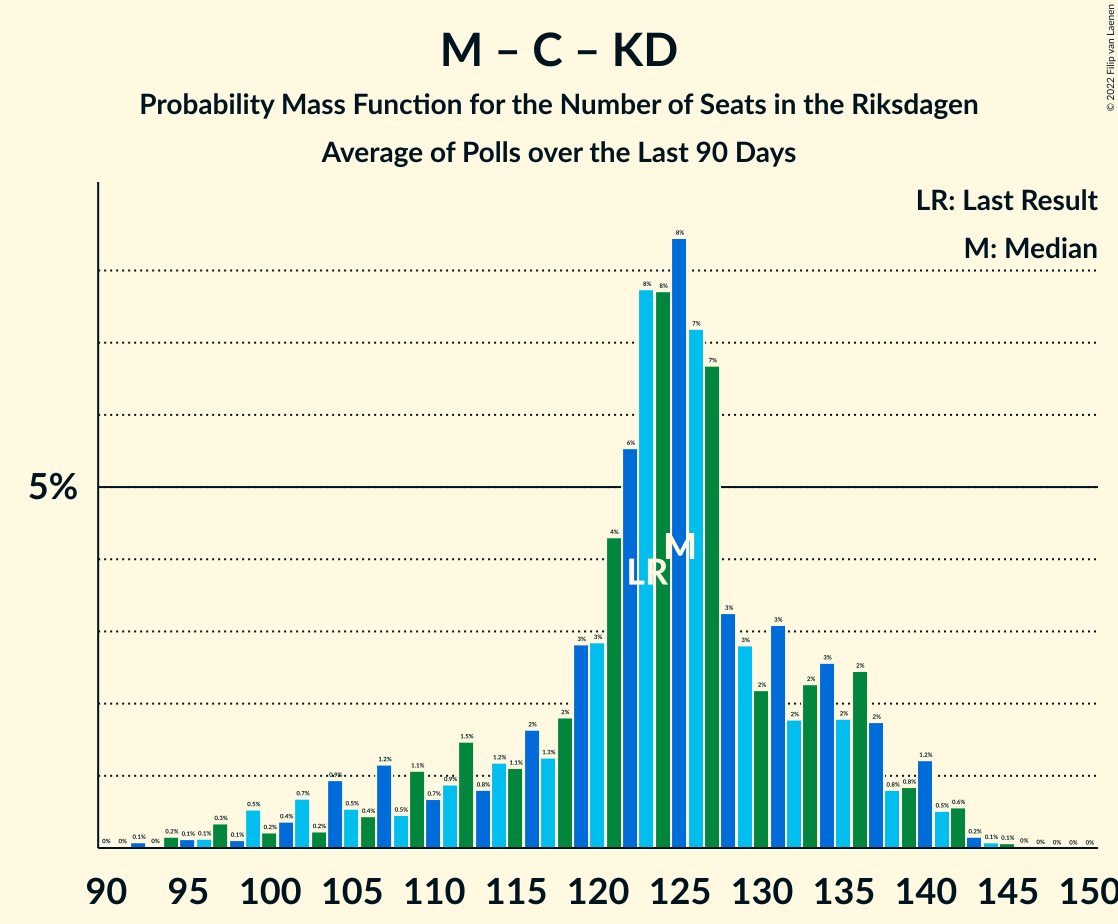 M – C – KD
Probability Mass Function for the Number of Seats in the Riksdagen
Average of Polls over the Last 90 Days
© 2022 Filip van Laenen
LR: Last Result
M: Median
5%
0% 0% 0.1% 0% 0.2% 0.1% 0.1% 0.3% 0.1% 0.5% 0.2% 0.4% 0.7% 0.2% 0.9% 0.5% 0.4% 1.2% 0.5% 1.1% 0.7% 0.9% 1.5% 0.8% 1.2% 1.1% 2% 1.3% 2% 3% 3% 4% 6% 8% 8% 8% 7% 7% 3% 3% 2% 3% 2% 2% 3% 2% 2% 2% 0.8% 0.8% 1.2% 0.5% 0.6% 0.2% 0.1% 0.1% 0% 0% 0% 0% 0%
M
LR
90 95 100 105 110 115 120 125 130 135 140 145 150